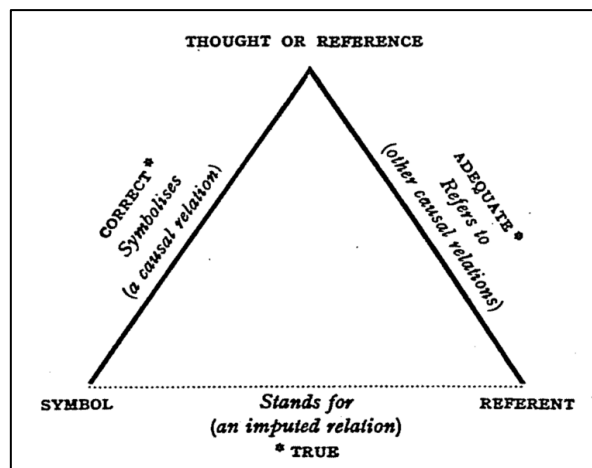 THOUGHT OR REFERENCE
CORRECT *
Symbolises
(a causal relation)
ADEQUATE *
Refers to
(other causal relations)
SYMBOL
Stands for
(an imputed relation)
* TRUE
REFERENT